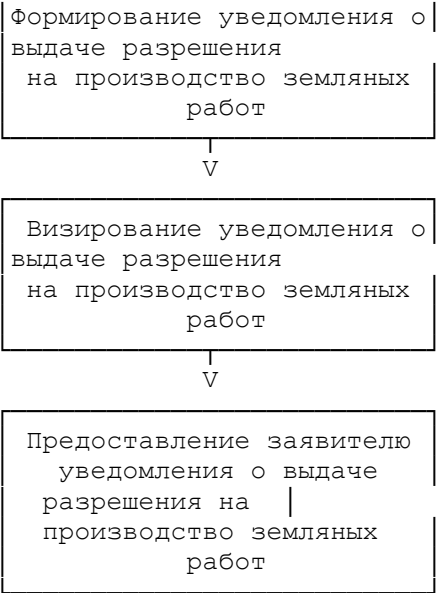 Формирование уведомления о
выдаче разрешения
на производство земляных
работ
V
Визирование уведомления о
выдаче разрешения
на производство земляных
работ
V
Предоставление заявителю
уведомления о выдаче
разрешения на
производство земляных
работ